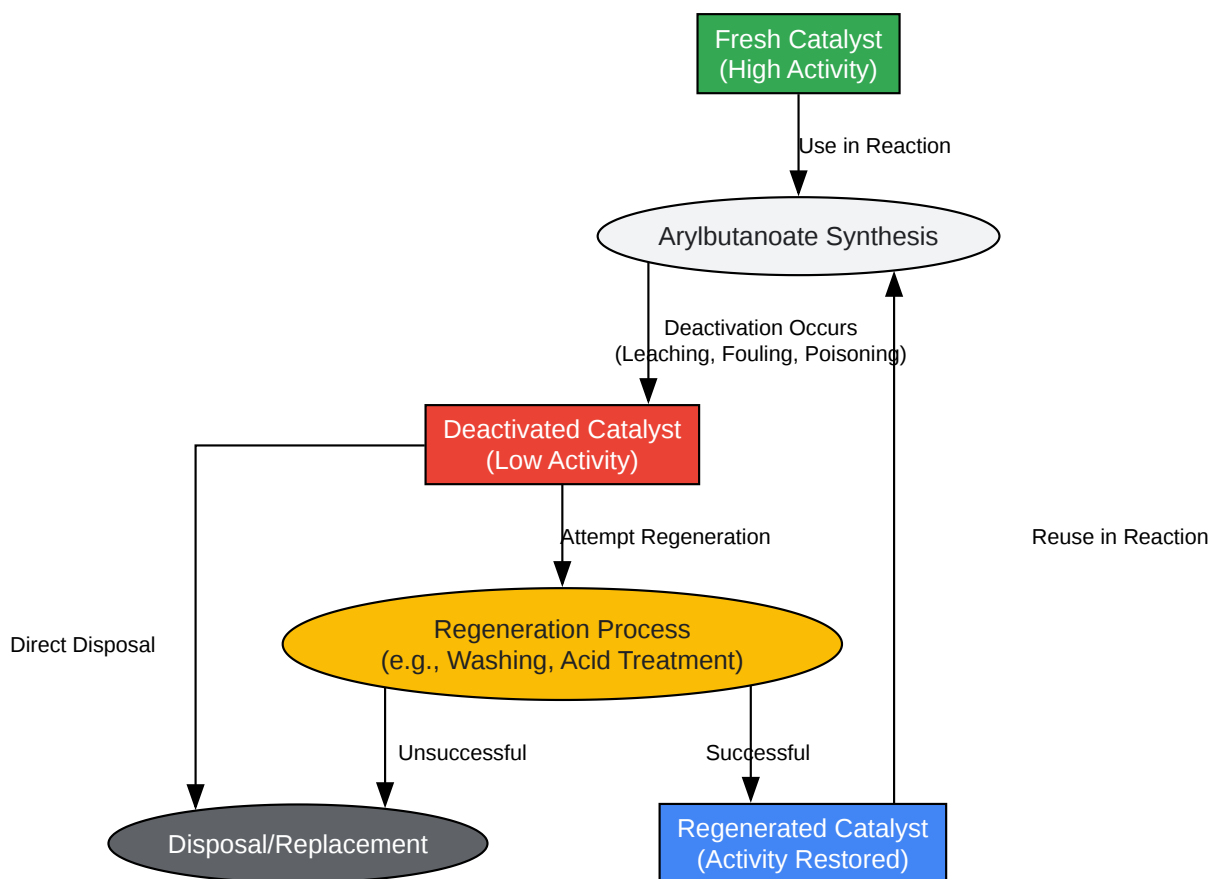 Fresh Catalyst
(High Activity)
Use in Reaction
Arylbutanoate Synthesis
Deactivation Occurs
(Leaching, Fouling, Poisoning)
Deactivated Catalyst
(Low Activity)
Attempt Regeneration
Reuse in Reaction
Regeneration Process
(e.g., Washing, Acid Treatment)
Direct Disposal
Unsuccessful
Successful
Disposal/Replacement
Regenerated Catalyst
(Activity Restored)